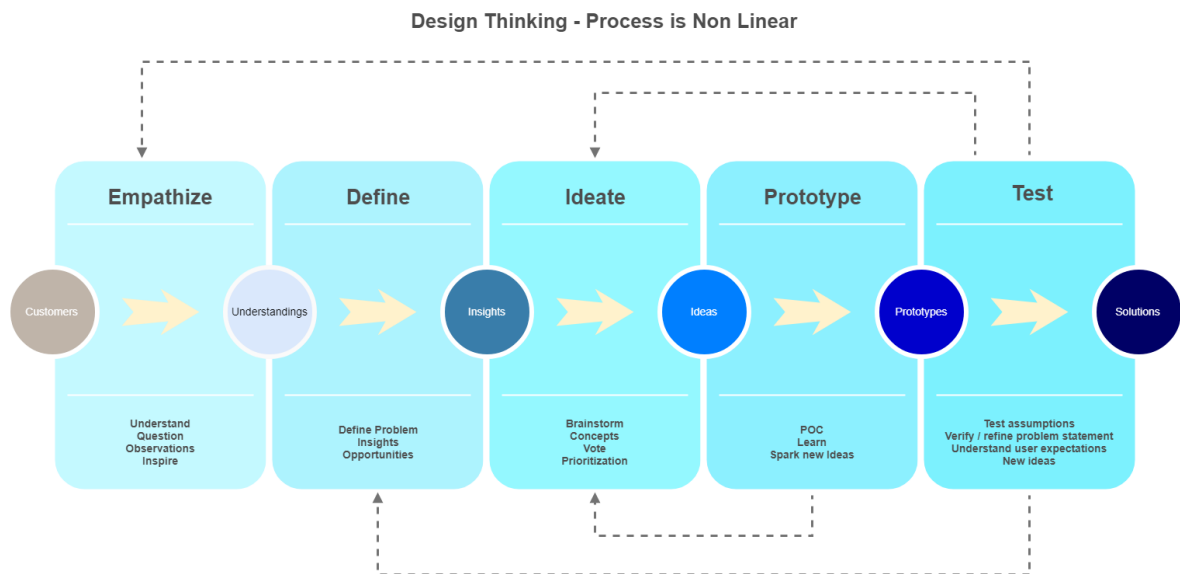 Design Thinking - Process is Non Linear
Empathize
Define
Ideate
Prototype
Test
Customers
Understandings
Insights
Ideas
Prototypes
Solutions
Understand
Question
Observations
Inspire
Define Problem
Insights
Opportunities
Brainstorm
Concepts
Vote
Prioritization
POC
Learn
Spark new Ideas
Test assumptions
Verify / refine problem statement
Understand user expectations
New ideas